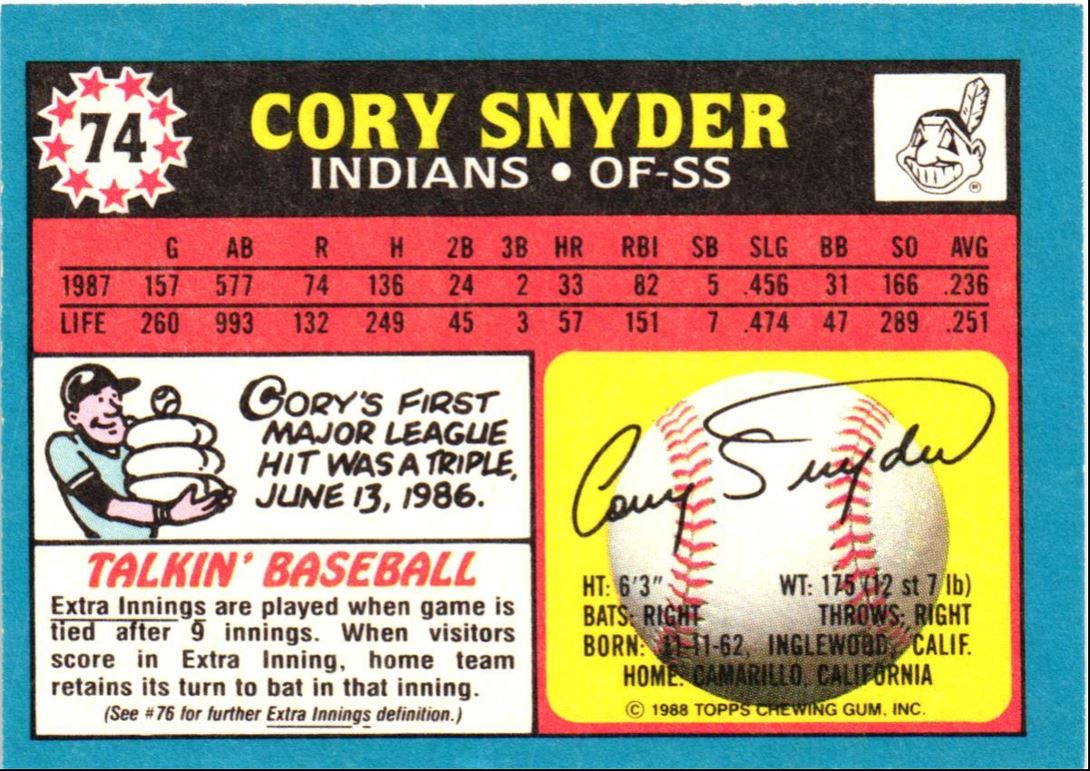 74
CORY SNYDER
INDIANS • OF-SS
®
G AB R H 2B 3B HR RBI SB SLG BB SO AVG
1987 157 577 74 136 24 2 33 82 5 .456 31 166 .236
LIFE 260 993 132 249 45 3 57 151 7 .474 47 289 .251
CORY'S FIRST
MAJOR LEAGUE
HIT WAS A TRIPLE,
JUNE 13, 1986.
TALKIN' BASEBALL
Extra Innings are played when game is
tied after 9 innings. When visitors
score in Extra Inning, home team
retains its turn to bat in that inning.
(See #76 for further Extra Innings definition.)
Cory Snyder
HT: 6'3" WT: 175 (12 st 7 lb)
BATS: RIGHT THROWS: RIGHT
BORN: 11-11-62, INGLEWOOD, CALIF.
HOME: CAMARILLO, CALIFORNIA
© 1988 TOPPS CHEWING GUM, INC.